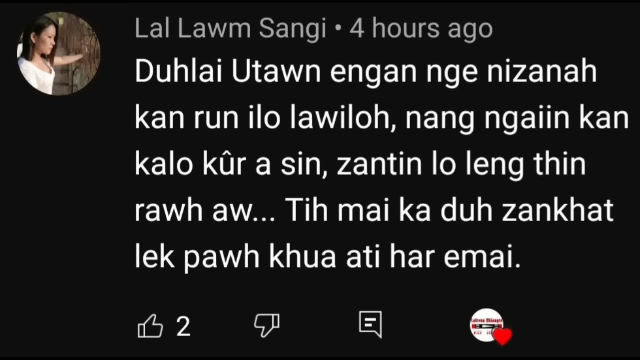 Lal Lawm Sangi • 4 hours ago
Duhlai Utawn engan nge nizanah
kan run ilo lawiloh, nang ngaiin kan
kalo kûr a sin, zantin lo leng thin
rawh aw... Tih mai ka duh zankhat
lek pawh khua ati har emai.
2